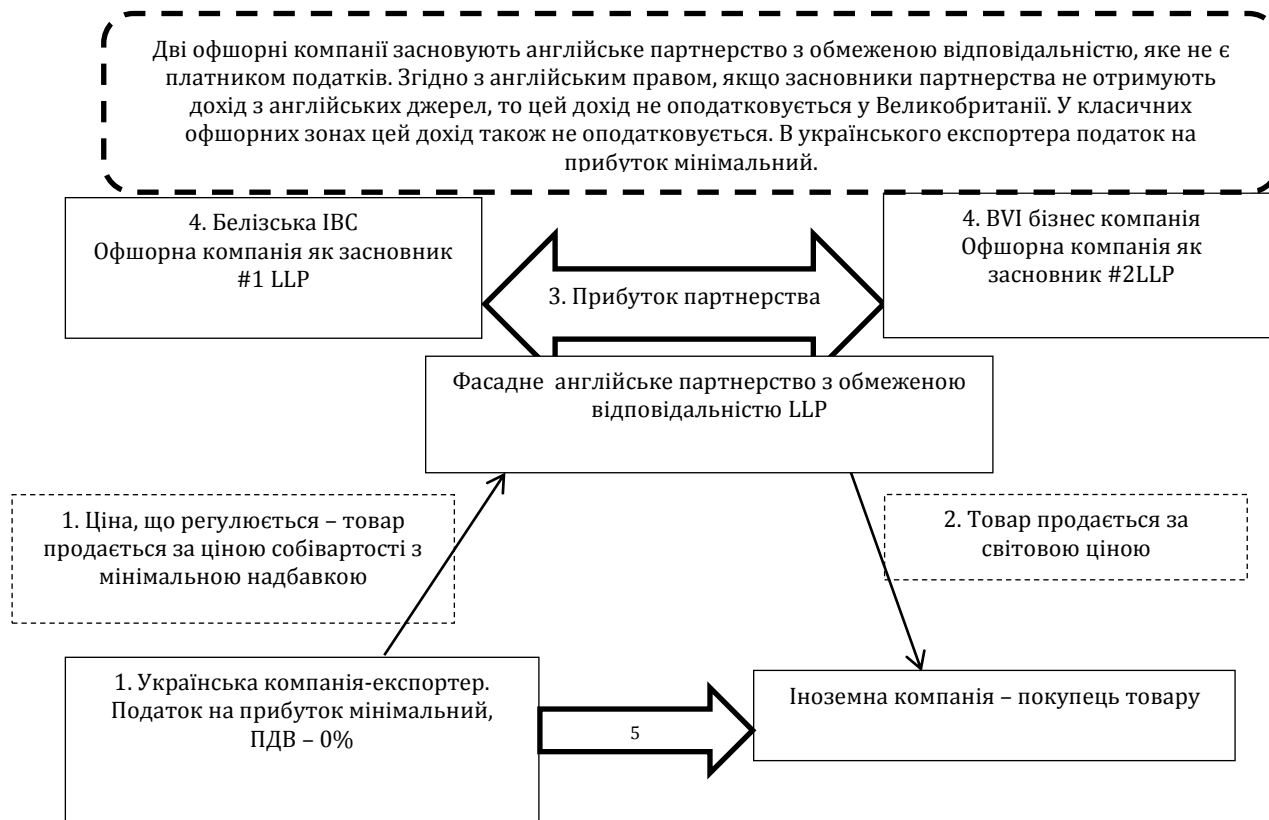 Дві офшорні компанії засновують англійське партнерство з обмеженою відповідальністю, яке не є
платником податків. Згідно з англійським правом, якщо засновники партнерства не отримують
дохід з англійських джерел, то цей дохід не оподатковується у Великобританії. У класичних
офшорних зонах цей дохід також не оподатковується. В українського експортера податок на
прибуток мінімальний.
4. Белізська IBC
Офшорна компанія як засновник
#1 LLP
4. BVI бізнес компанія
Офшорна компанія як
засновник #2LLP
3. Прибуток партнерства
Фасадне англійське партнерство з обмеженою
відповідальністю LLP
1. Ціна, що регулюється – товар
продається за ціною собівартості з
мінімальною надбавкою
2. Товар продається за
світовою ціною
1. Українська компанія-експортер.
Податок на прибуток мінімальний,
ПДВ – 0%
5
Іноземна компанія – покупець товару